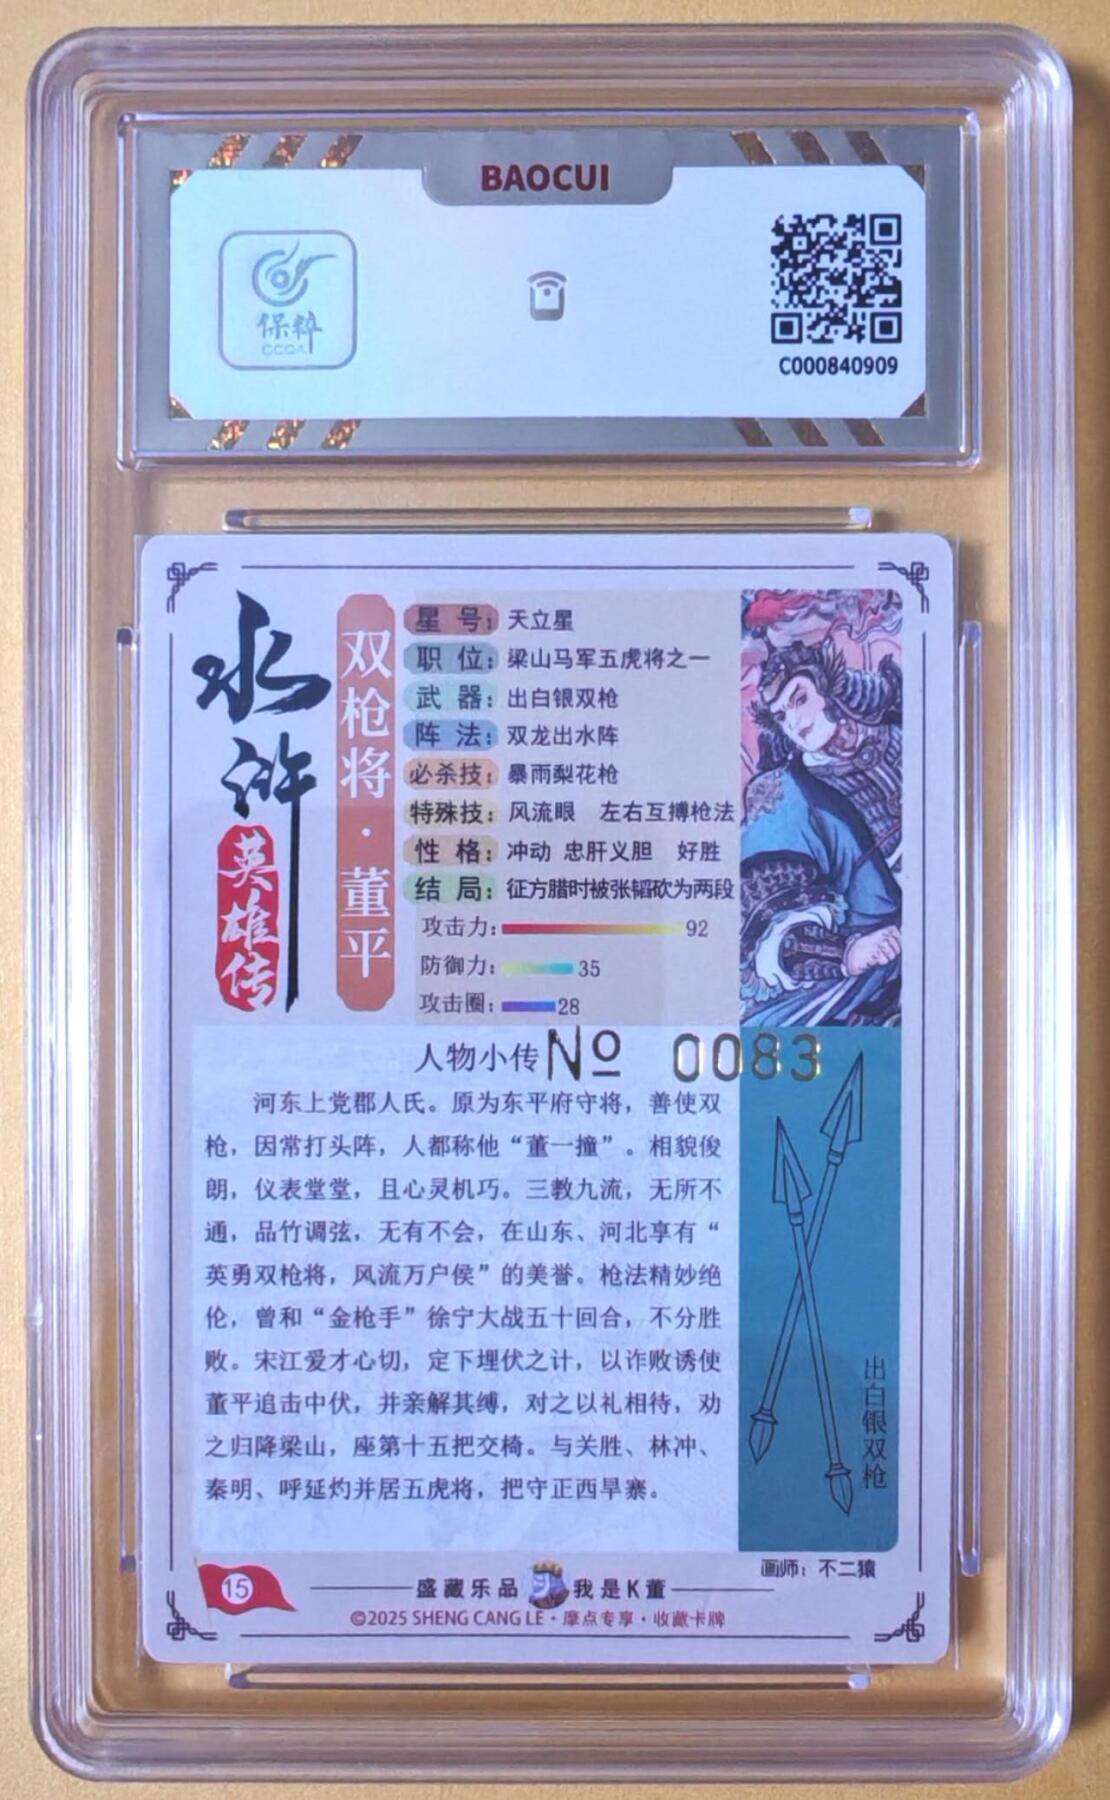 BAOCUI
保粹
CCGA
C000840909
水浒
英雄传
双枪将·董平
星 号：天立星
职 位：梁山马军五虎将之一
武 器：出白银双枪
阵 法：双龙出水阵
必杀技：暴雨梨花枪
特殊技：风流眼 左右互搏枪法
性 格：冲动 忠肝义胆 好胜
结 局：征方腊时被张韬砍为两段
攻击力：92
防御力：35
攻击圈：28
人物小传
No 0083
河东上党郡人氏。原为东平府守将，善使双
枪，因常打头阵，人都称他“董一撞”。相貌俊
朗，仪表堂堂，且心灵机巧。三教九流，无所不
通，品竹调弦，无有不会，在山东、河北享有“
英勇双枪将，风流万户侯”的美誉。枪法精妙绝
伦，曾和“金枪手”徐宁大战五十回合，不分胜
败。宋江爱才心切，定下埋伏之计，以诈败诱使
董平追击中伏，并亲解其缚，对之以礼相待，劝
之归降梁山，座第十五把交椅。与关胜、林冲、
秦明、呼延灼并居五虎将，把守正西旱寨。
出白银双枪
画师：不二猿
15
盛藏乐品 我是K董
©2025 SHENG CANG LE·摩点专享·收藏卡牌